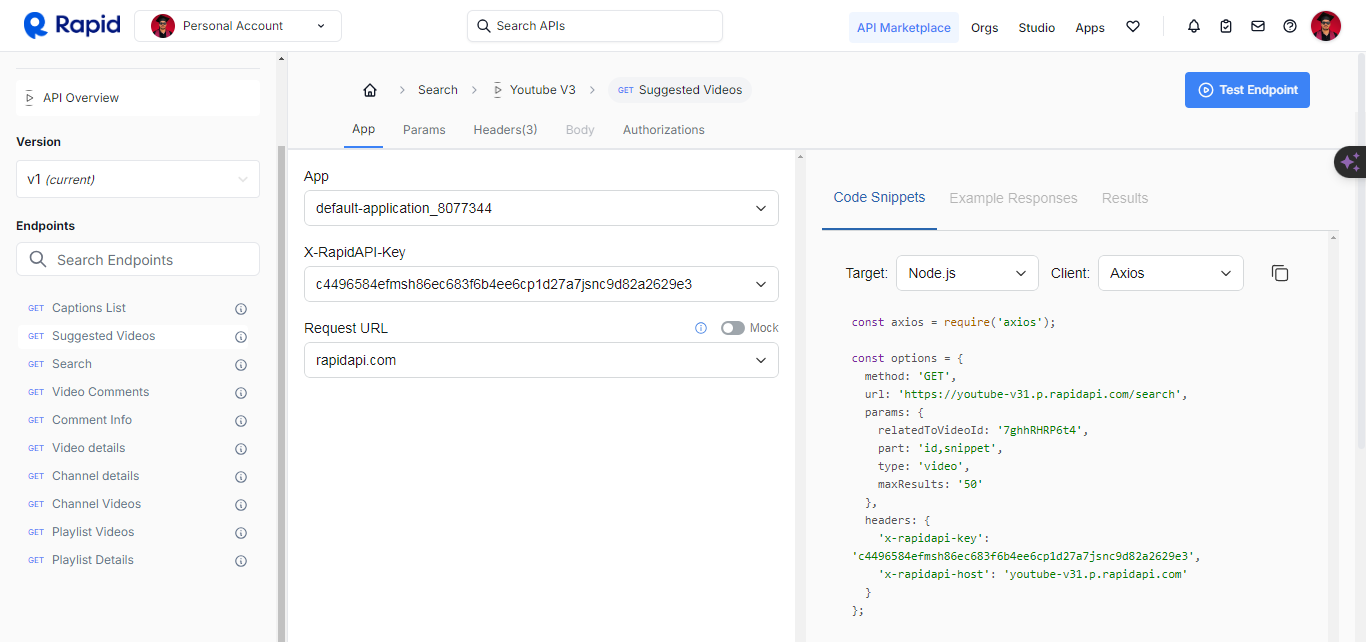 Rapid
Personal Account
Search APIs
API Marketplace
Orgs
Studio
Apps
API Overview
Version
v1 (current)
Endpoints
Search Endpoints
GET Captions List
GET Suggested Videos
GET Search
GET Video Comments
GET Comment Info
GET Video details
GET Channel details
GET Channel Videos
GET Playlist Videos
GET Playlist Details
Search
Youtube V3
GET Suggested Videos
Test Endpoint
App
Params
Headers(3)
Body
Authorizations
App
default-application_8077344
X-RapidAPI-Key
c4496584efmsh86ec683f6b4ee6cp1d27a7jsnc9d82a2629e3
Request URL
Mock
rapidapi.com
Code Snippets
Example Responses
Results
Target: Node.js Client: Axios
const axios = require('axios');
const options = {
method: 'GET',
url: 'https://youtube-v31.p.rapidapi.com/search',
params: {
relatedToVideoId: '7ghhRHRP6t4',
part: 'id,snippet',
type: 'video',
maxResults: '50'
},
headers: {
'x-rapidapi-key':
'c4496584efmsh86ec683f6b4ee6cp1d27a7jsnc9d82a2629e3',
'x-rapidapi-host': 'youtube-v31.p.rapidapi.com'
}
};